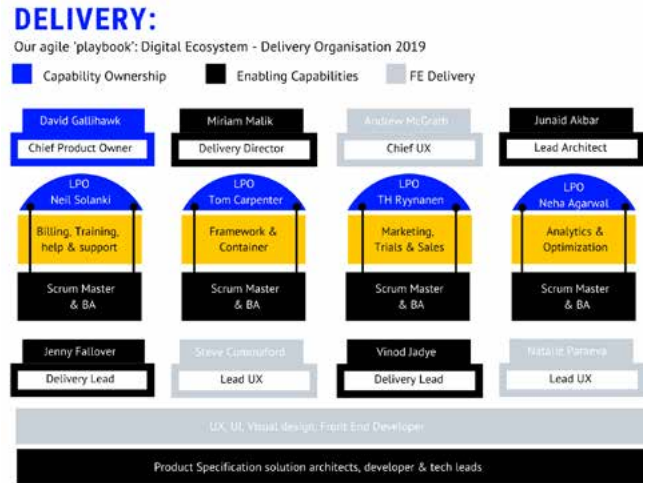 DELIVERY:
Our agile 'playbook': Digital Ecosystem - Delivery Organisation 2019
Capability Ownership Enabling Capabilities FE Delivery
David Gallihawk Miriam Malik Andrew McGrath Junaid Akbar
Chief Product Owner Delivery Director Chief UX Lead Architect
LPO LPO LPO LPO
Neil Solanki Tom Carpenter TH Ryynanen Neha Agarwal
Billing, Training, Framework & Marketing, Analytics &
help & support Container Trials & Sales Optimization
Scrum Master Scrum Master Scrum Master Scrum Master
& BA & BA & BA & BA
Jenny Fallover Steve Vinod Jadye Natalie
Delivery Lead Lead UX Delivery Lead Lead UX
UX, UI, Visual design, Front End Developer
Product Specification solution architects, developer & tech leads